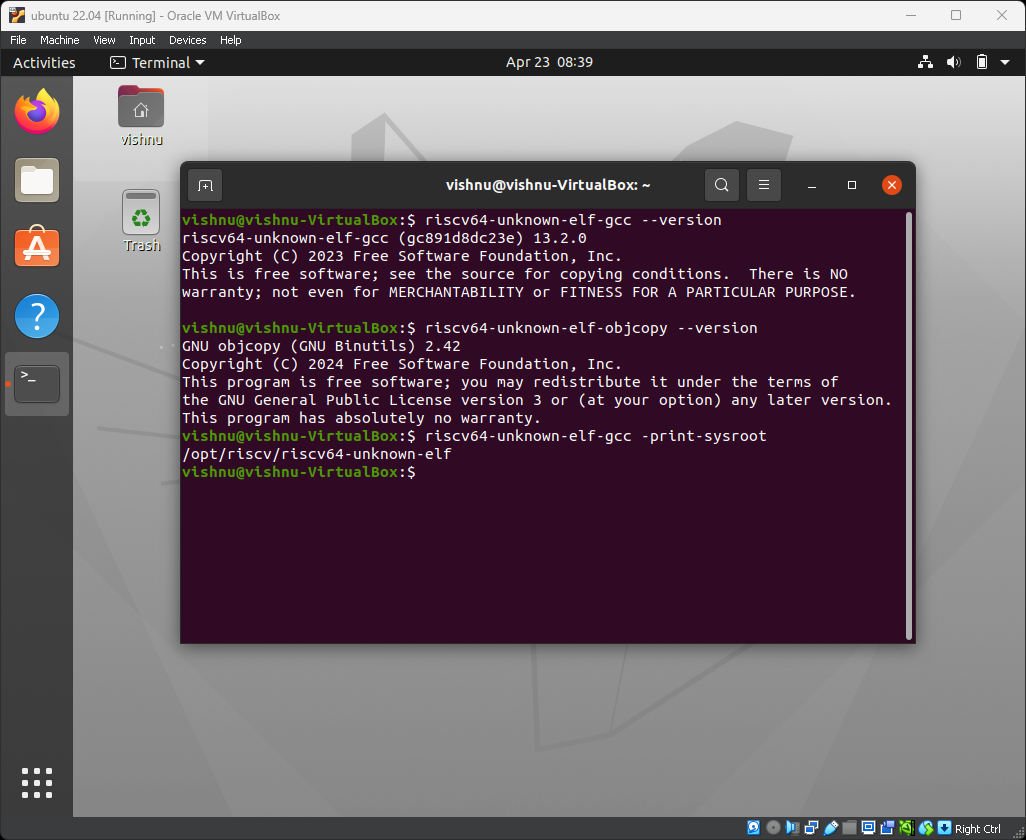 ubuntu 22.04 [Running] - Oracle VM VirtualBox
File Machine View Input Devices Help
Activities Terminal Apr 23 08:39
vishnu
Trash
vishnu@vishnu-VirtualBox: ~
vishnu@vishnu-VirtualBox:$ riscv64-unknown-elf-gcc --version
riscv64-unknown-elf-gcc (gc891d8dc23e) 13.2.0
Copyright (C) 2023 Free Software Foundation, Inc.
This is free software; see the source for copying conditions.  There is NO
warranty; not even for MERCHANTABILITY or FITNESS FOR A PARTICULAR PURPOSE.
vishnu@vishnu-VirtualBox:$ riscv64-unknown-elf-objcopy --version
GNU objcopy (GNU Binutils) 2.42
Copyright (C) 2024 Free Software Foundation, Inc.
This program is free software; you may redistribute it under the terms of
the GNU General Public License version 3 or (at your option) any later version.
This program has absolutely no warranty.
vishnu@vishnu-VirtualBox:$ riscv64-unknown-elf-gcc -print-sysroot
/opt/riscv/riscv64-unknown-elf
vishnu@vishnu-VirtualBox:$
Right Ctrl